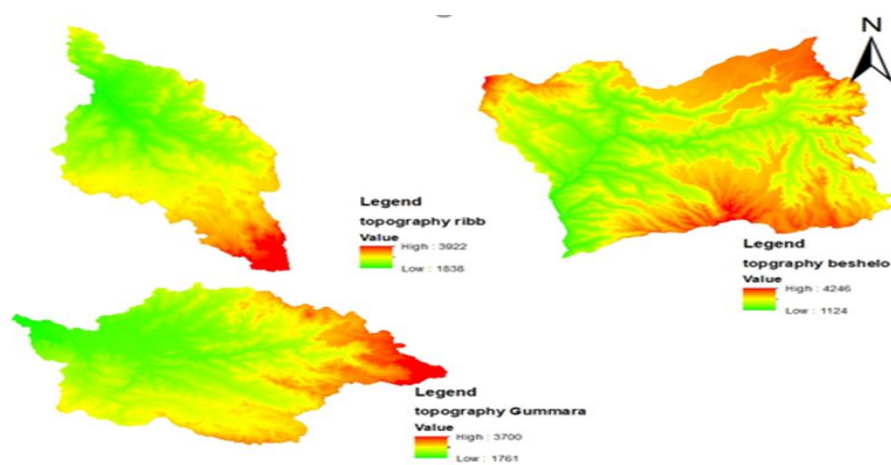 N
Legend
topography ribb
Value
High : 3922
Low : 1838
Legend
topgraphy beshelo
Value
High : 4246
Low : 1124
Legend
topography Gummara
Value
High : 3700
Low : 1761